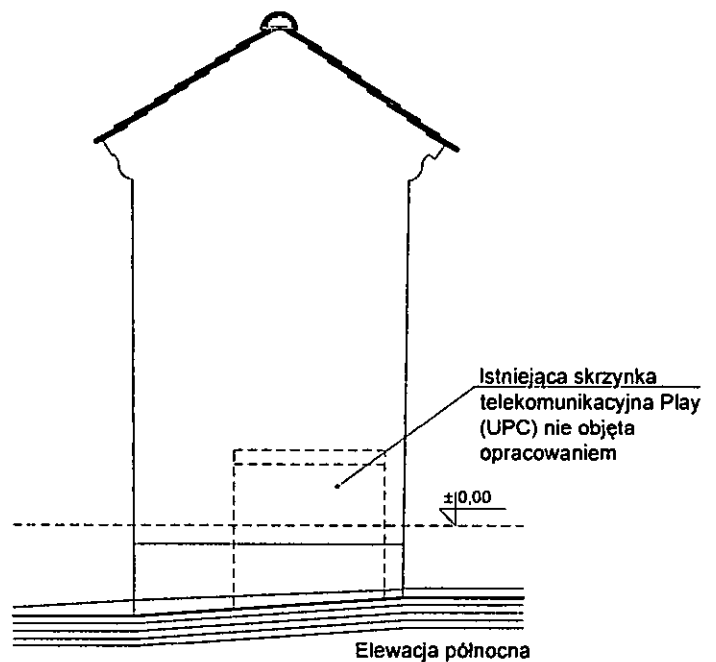 Istniejąca skrzynka
telekomunikacyjna Play
(UPC) nie objęta
opracowaniem
±0,00
Elewacja północna